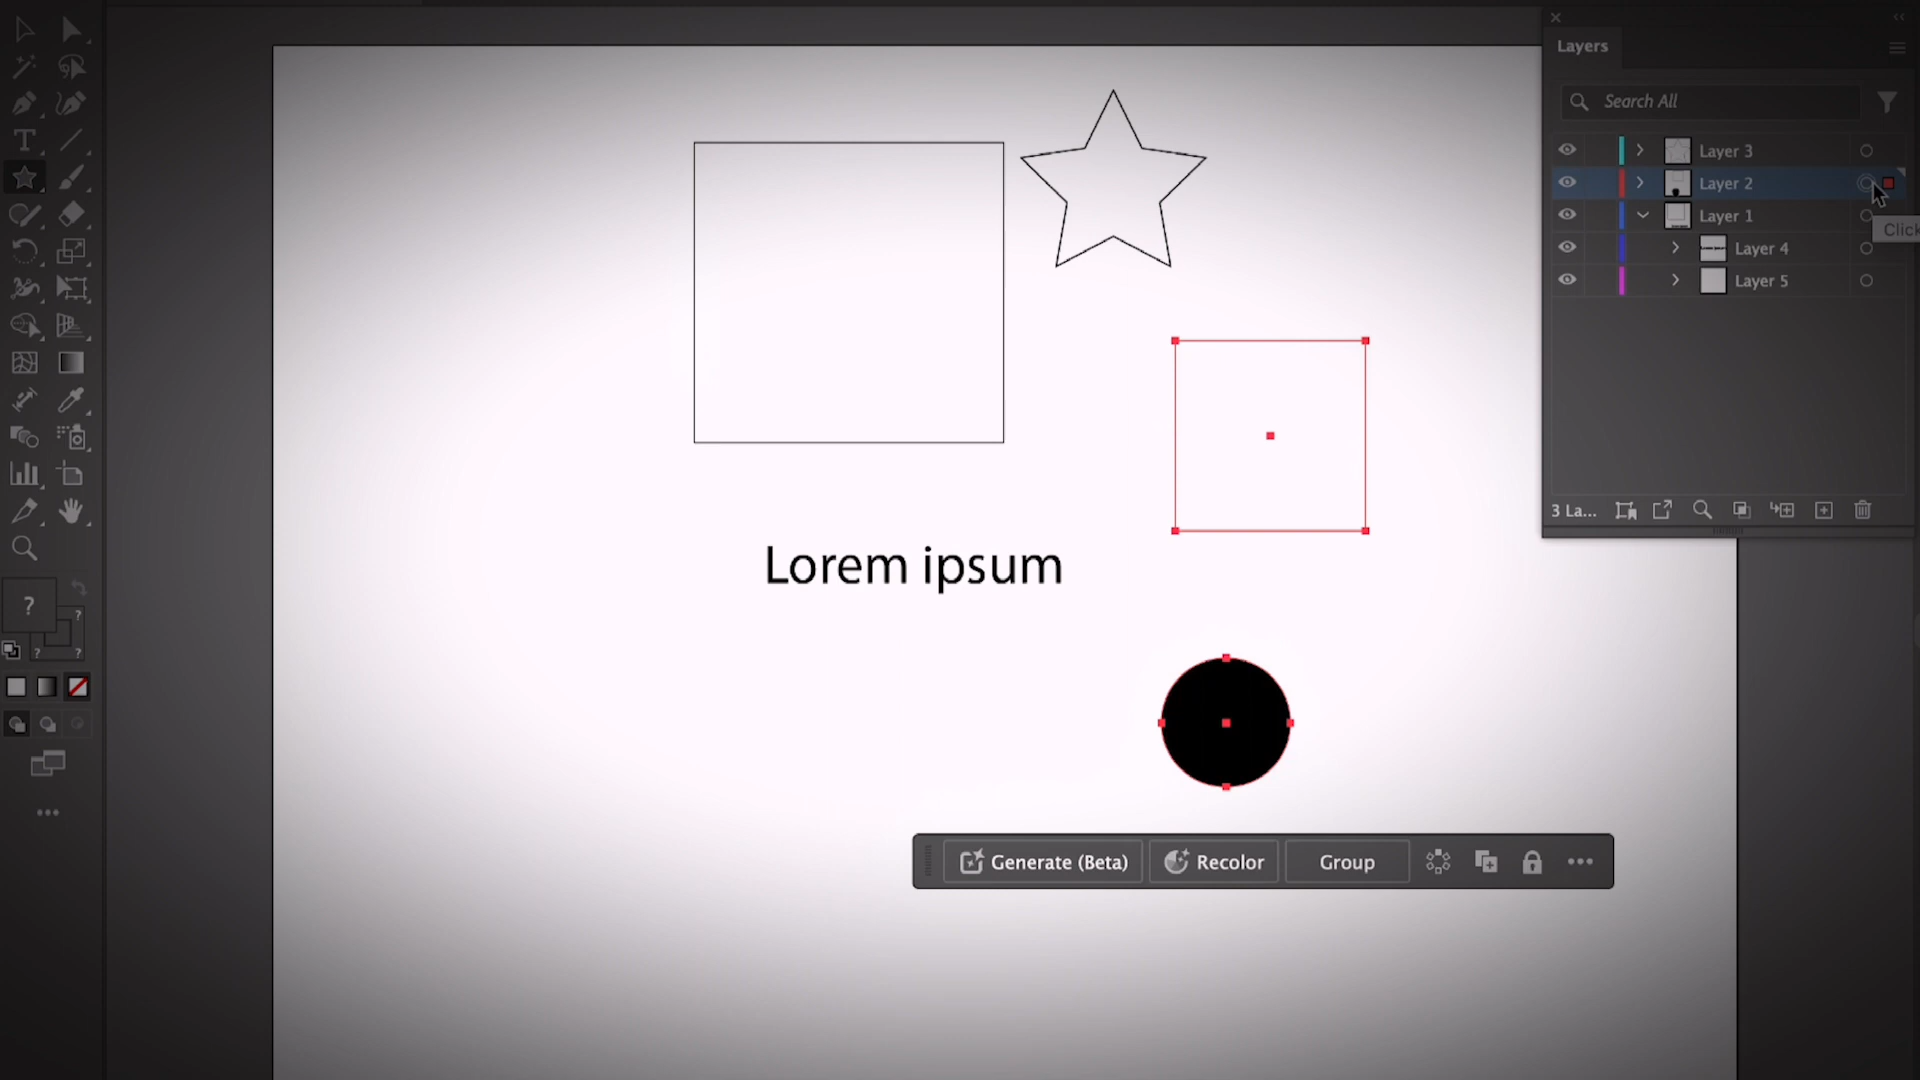 Layers
Search All
Layer 3
Layer 2
Layer 1
Click
Layer 4
Layer 5
3 La...
T
Lorem ipsum
?
?
? ?
Generate (Beta) Recolor Group